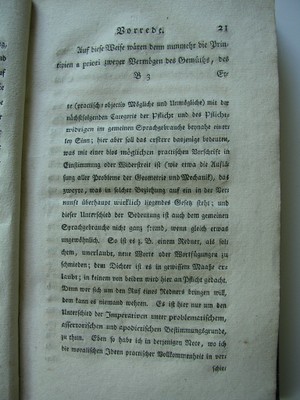 Vorrede. 21
Auf diese Weise wären denn nunmehr die Prin-
cipien a priori zweyer Vermögen des Gemüths, des
B 3 Er-
re (practisch, objectiv Mögliche und Unmögliche) mit der
nächstfolgenden Categorie der Pflicht und des Pflicht-
widrigen im gemeinen Sprachgebrauche beynahe einer-
ley Sinn; hier aber soll das erstere dasjenige bedeuten,
was mit einer blos möglichen practischen Vorschrift in
Einstimmung oder Widerstreit ist (wie etwa die Auflö-
sung aller Probleme der Geometrie und Mechanik), das
zweyte, was in solcher Beziehung auf ein in der Ver-
nunft überhaupt wirklich liegendes Gesetz steht; und
dieser Unterschied der Bedeutung ist auch dem gemeinen
Sprachgebrauche nicht ganz fremd, wenn gleich etwas
ungewöhnlich. So ist es z. B. einem Redner, als sol-
chem, unerlaubt, neue Worte oder Wortfügungen zu
schmieden; dem Dichter ist es in gewissem Maaße er-
laubt; in keinem von beiden wird hier an Pflicht gedacht.
Denn wer sich um den Ruf eines Redners bringen will,
dem kann es niemand wehren. Es ist hier nur um den
Unterschied der Imperativen unter problematischem,
assertorischem und apodictischem Bestimmungsgrunde,
zu thun. Eben so habe ich in derjenigen Note, wo ich
die moralischen Ideen practischer Vollkommenheit in ver-
schie-